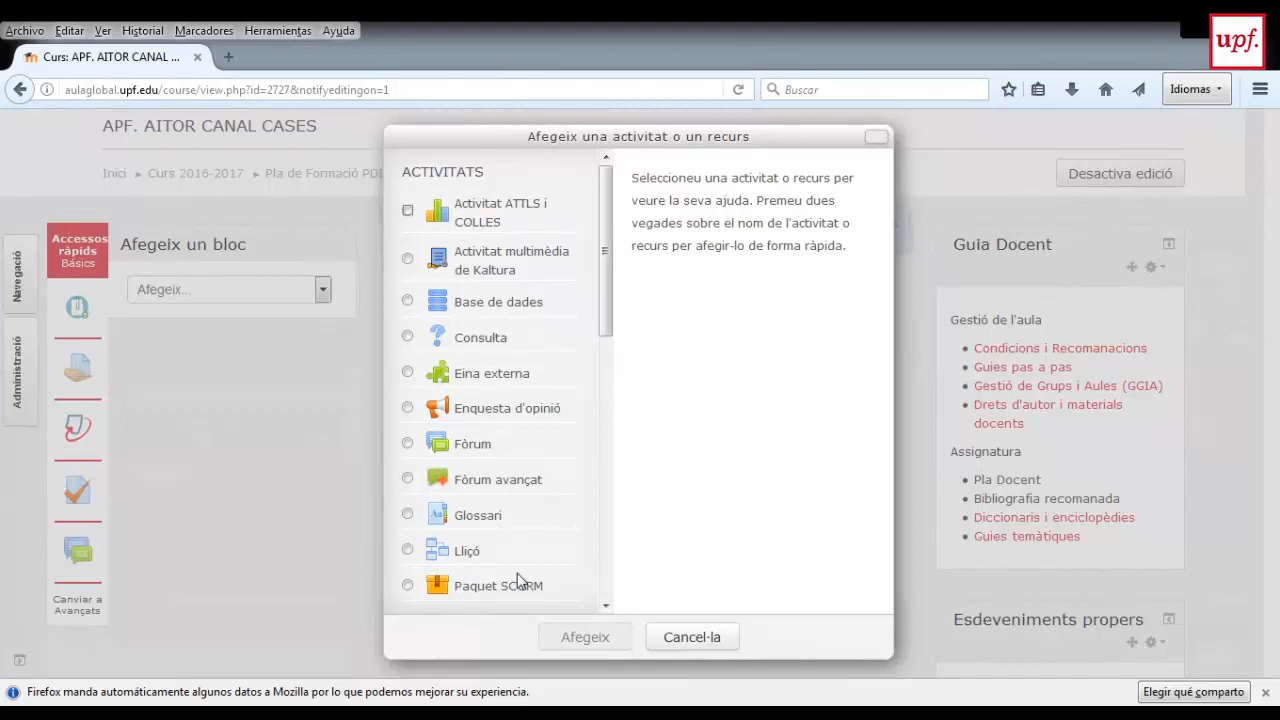 Archivo Editar Ver Historial Marcadores Herramientas Ayuda
upf.
Curs: APF. AITOR CANAL ...
aulaglobal.upf.edu/course/view.php?id=2727&notifyeditingon=1
Buscar
Idiomas
APF. AITOR CANAL CASES
Inici ► Curs 2016-2017 ► Pla de Formació PDI
Desactiva edició
Navegació
Administració
Accessos
ràpids
Bàsics
Canviar a
Avançats
Afegeix un bloc
Afegeix...
Afegeix una activitat o un recurs
ACTIVITATS
Activitat ATTLS i
COLLES
Activitat multimèdia
de Kaltura
Base de dades
Consulta
Eina externa
Enquesta d'opinió
Fòrum
Fòrum avançat
Glossari
Lliçó
Paquet SCORM
Seleccioneu una activitat o recurs per
veure la seva ajuda. Premeu dues
vegades sobre el nom de l'activitat o
recurs per afegir-lo de forma ràpida.
Afegeix
Cancel·la
Guia Docent
Gestió de l'aula
Condicions i Recomanacions
Guies pas a pas
Gestió de Grups i Aules (GGIA)
Drets d'autor i materials
docents
Assignatura
Pla Docent
Bibliografia recomanada
Diccionaris i enciclopèdies
Guies temàtiques
Esdeveniments propers
Firefox manda automáticamente algunos datos a Mozilla por lo que podemos mejorar su experiencia.
Elegir qué comparto